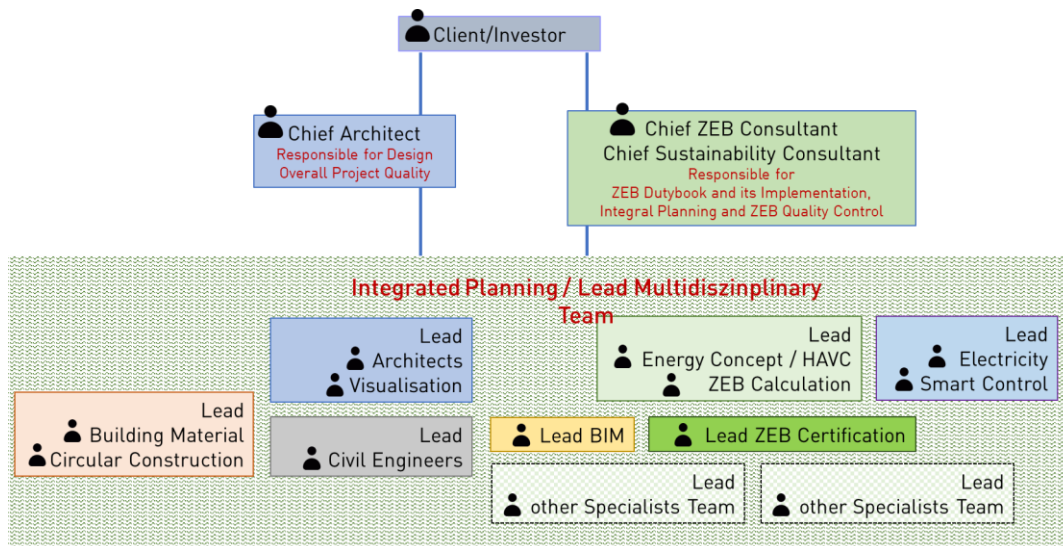 Client/Investor
Chief Architect
Responsible for Design
Overall Project Quality
Chief ZEB Consultant
Chief Sustainability Consultant
Responsible for
ZEB Dutybook and its Implementation,
Integral Planning and ZEB Quality Control
Integrated Planning / Lead Multidiszinplinary
Team
Lead
Architects
Visualisation
Lead
Energy Concept / HAVC
ZEB Calculation
Lead
Electricity
Smart Control
Lead
Building Material
Circular Construction
Lead
Civil Engineers
Lead BIM
Lead ZEB Certification
Lead
other Specialists Team
Lead
other Specialists Team